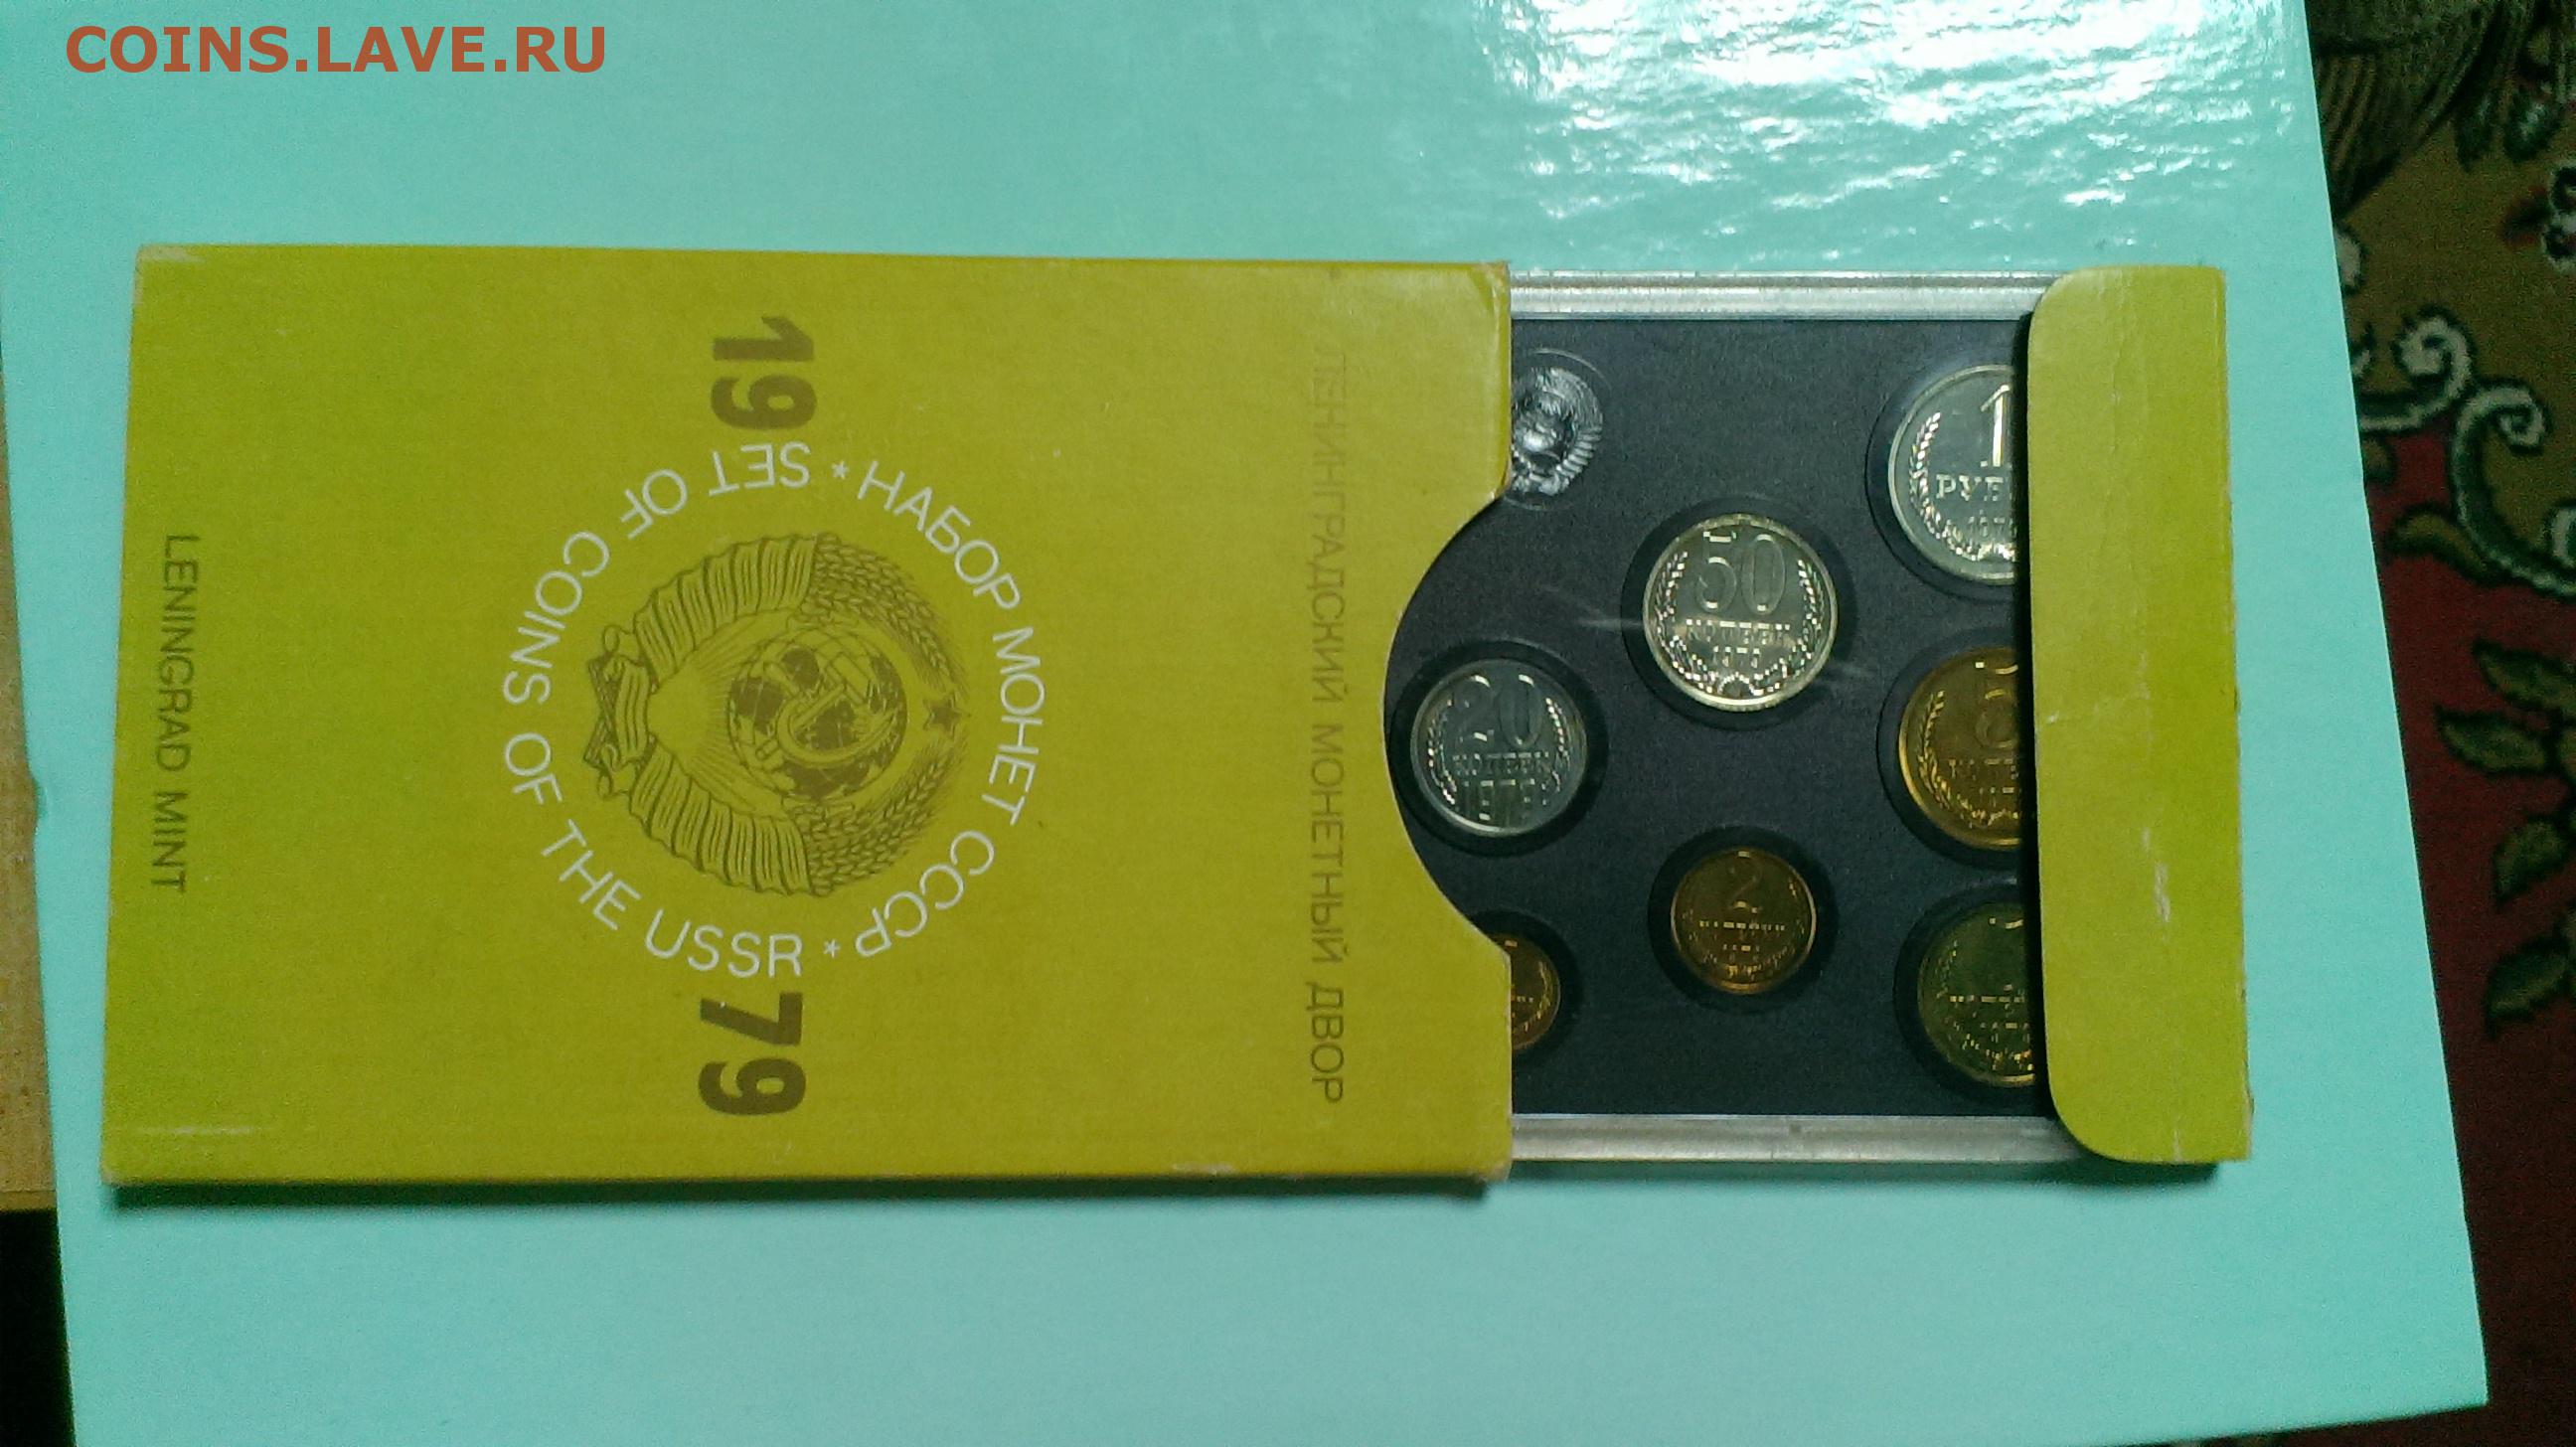 COINS.LAVE.RU
ЛЕНИНГРАДСКИЙ МОНЕТНЫЙ ДВОР
19
* НАБОР МОНЕТ СССР *
SET OF COINS OF THE USSR
79
LENINGRAD MINT
1
50
КОПЕЕК
20
КОПЕЕК
2